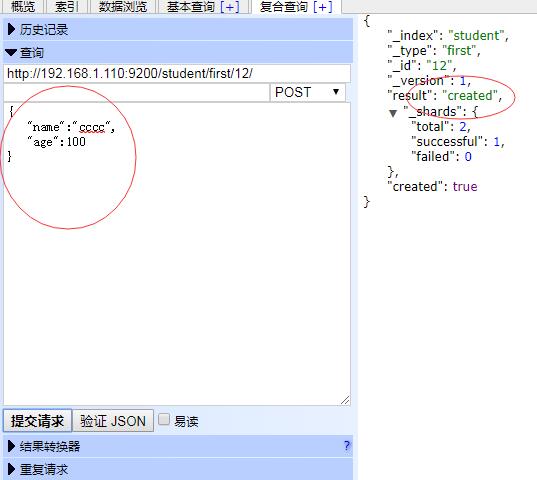 概览 索引 数据浏览 基本查询 [+] 复合查询 [+]
历史记录
查询
http://192.168.1.110:9200/student/first/12/
POST
{
"name":"cccc",
"age":100
}
提交请求 验证 JSON 易读
结果转换器 ?
重复请求
{
"_index": "student",
"_type": "first",
"_id": "12",
"_version": 1,
"result": "created",
"_shards": {
"total": 2,
"successful": 1,
"failed": 0
},
"created": true
}